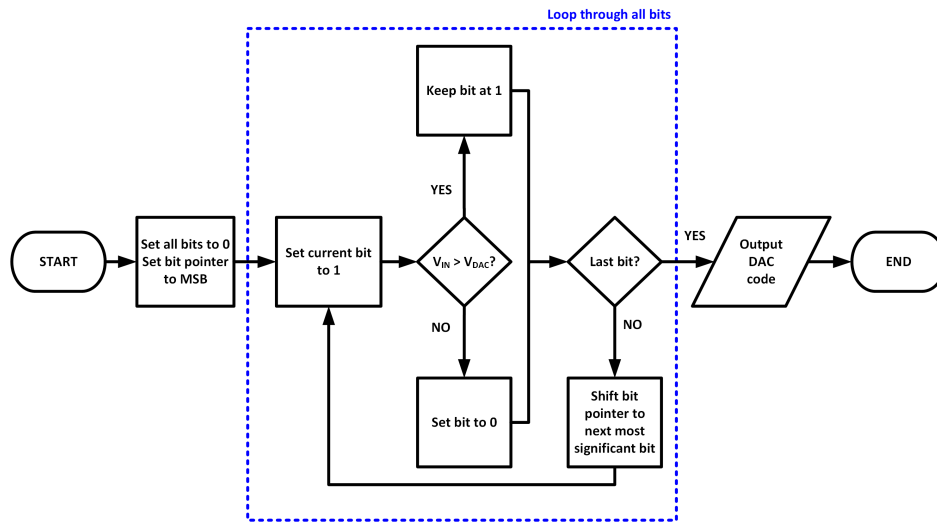 Loop through all bits
START
Set all bits to 0
Set bit pointer
to MSB
Set current bit
to 1
Keep bit at 1
YES
V_IN > V_DAC?
NO
Set bit to 0
Last bit?
NO
Shift bit
pointer to
next most
significant bit
YES
Output
DAC
code
END